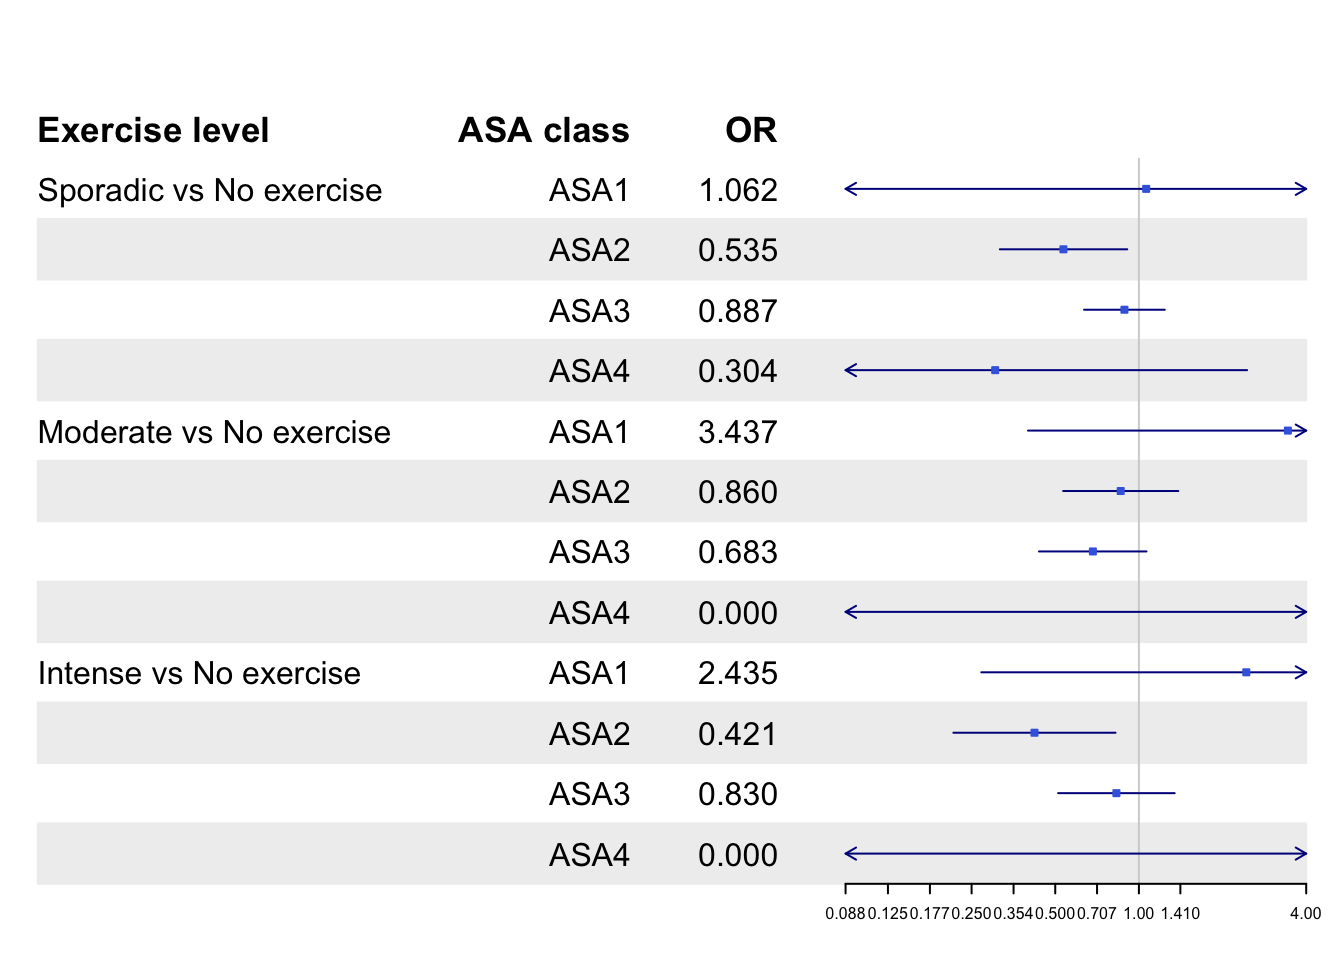 Exercise level ASA class OR
Sporadic vs No exercise ASA1 1.062
ASA2 0.535
ASA3 0.887
ASA4 0.304
Moderate vs No exercise ASA1 3.437
ASA2 0.860
ASA3 0.683
ASA4 0.000
Intense vs No exercise ASA1 2.435
ASA2 0.421
ASA3 0.830
ASA4 0.000
0.088 0.125 0.177 0.250 0.354 0.500 0.707 1.00 1.410 4.00